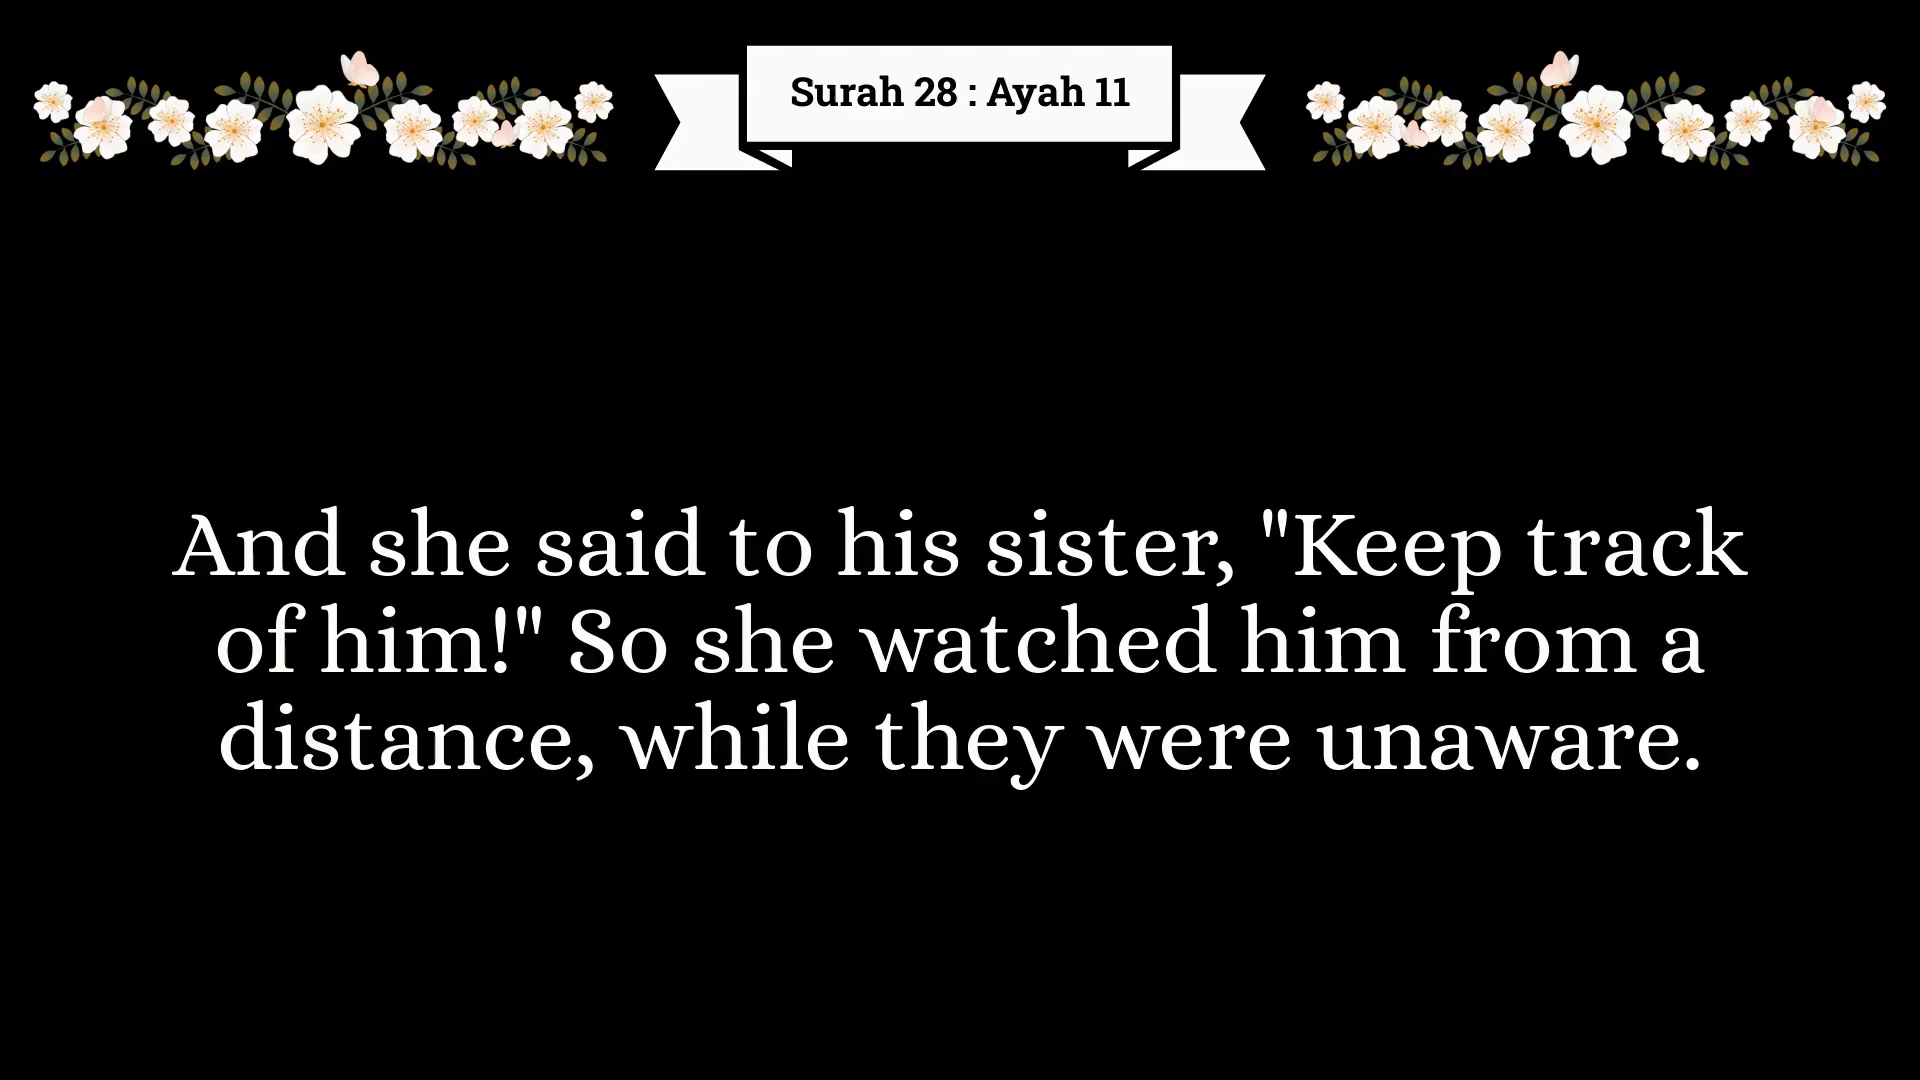 Surah 28 : Ayah 11
And she said to his sister, "Keep track
of him!" So she watched him from a
distance, while they were unaware.